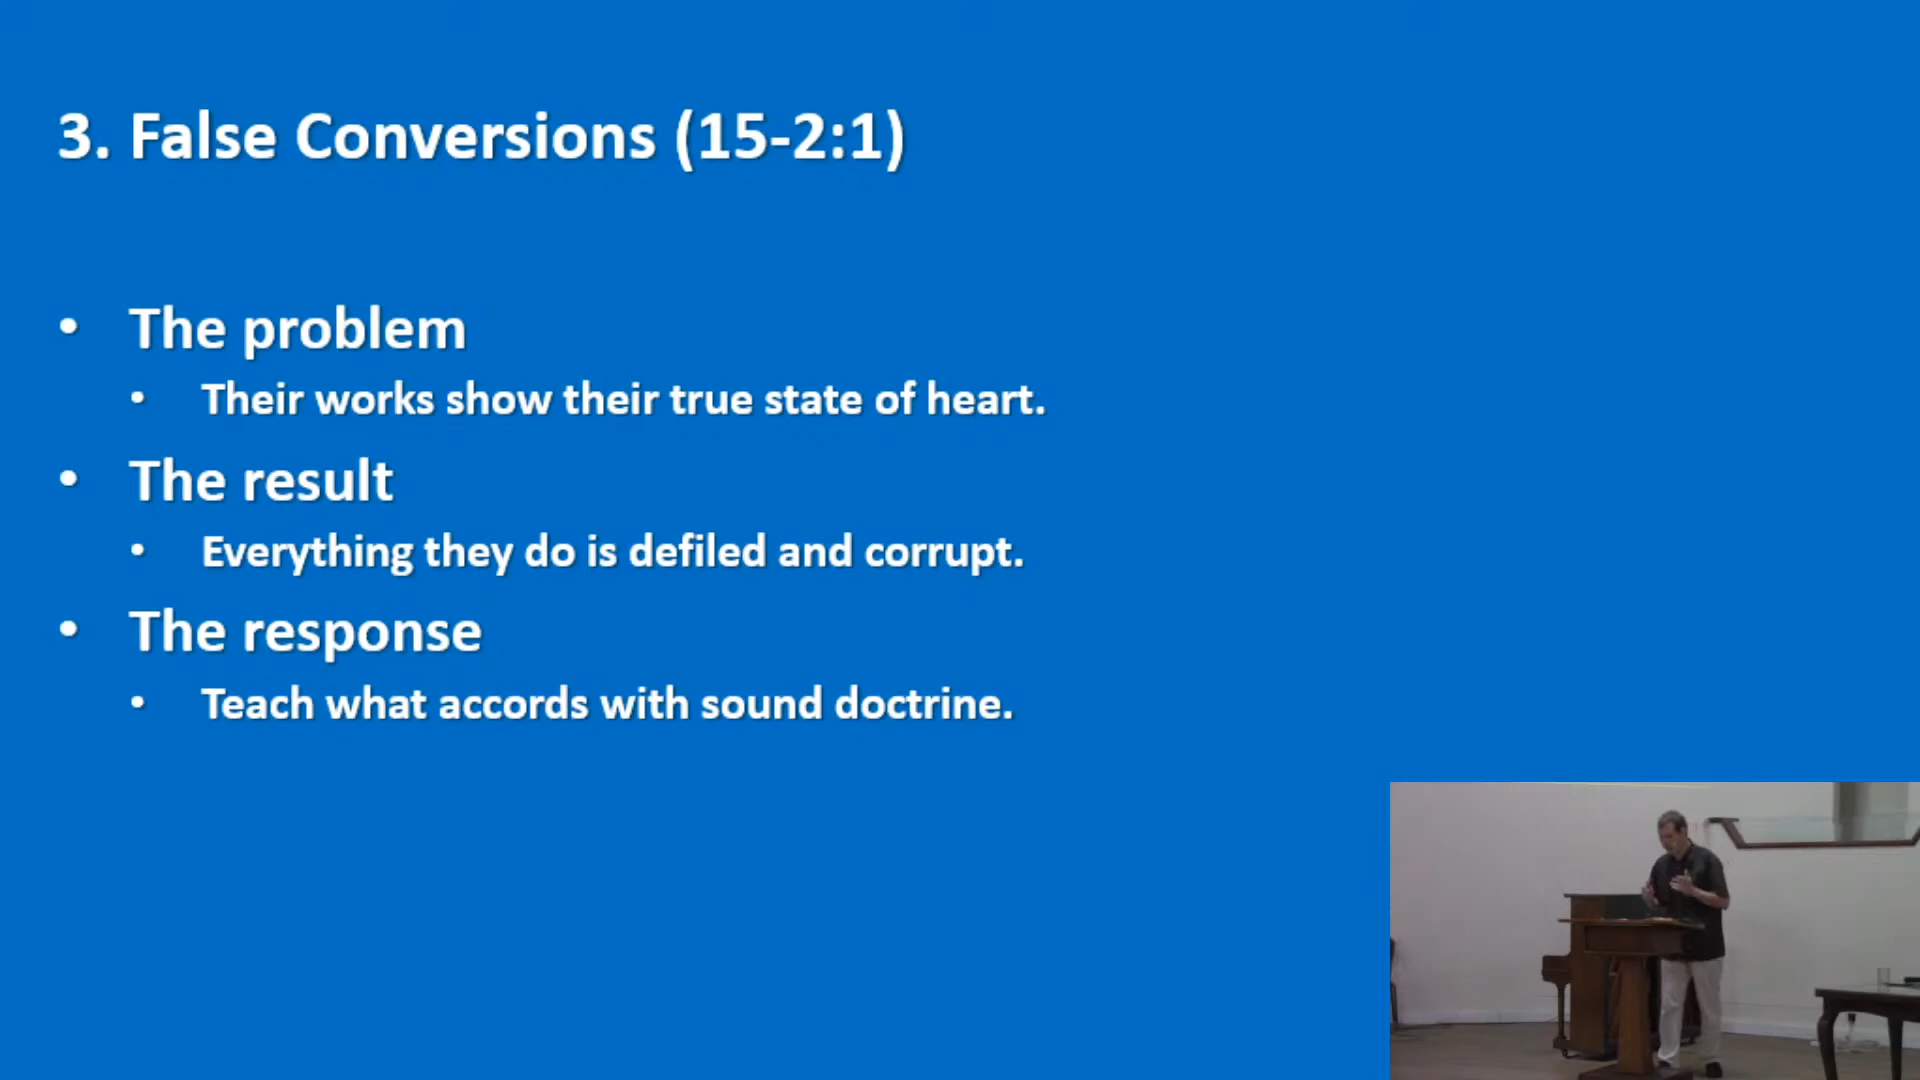 3. False Conversions (15-2:1)
• The problem
• Their works show their true state of heart.
• The result
• Everything they do is defiled and corrupt.
• The response
• Teach what accords with sound doctrine.